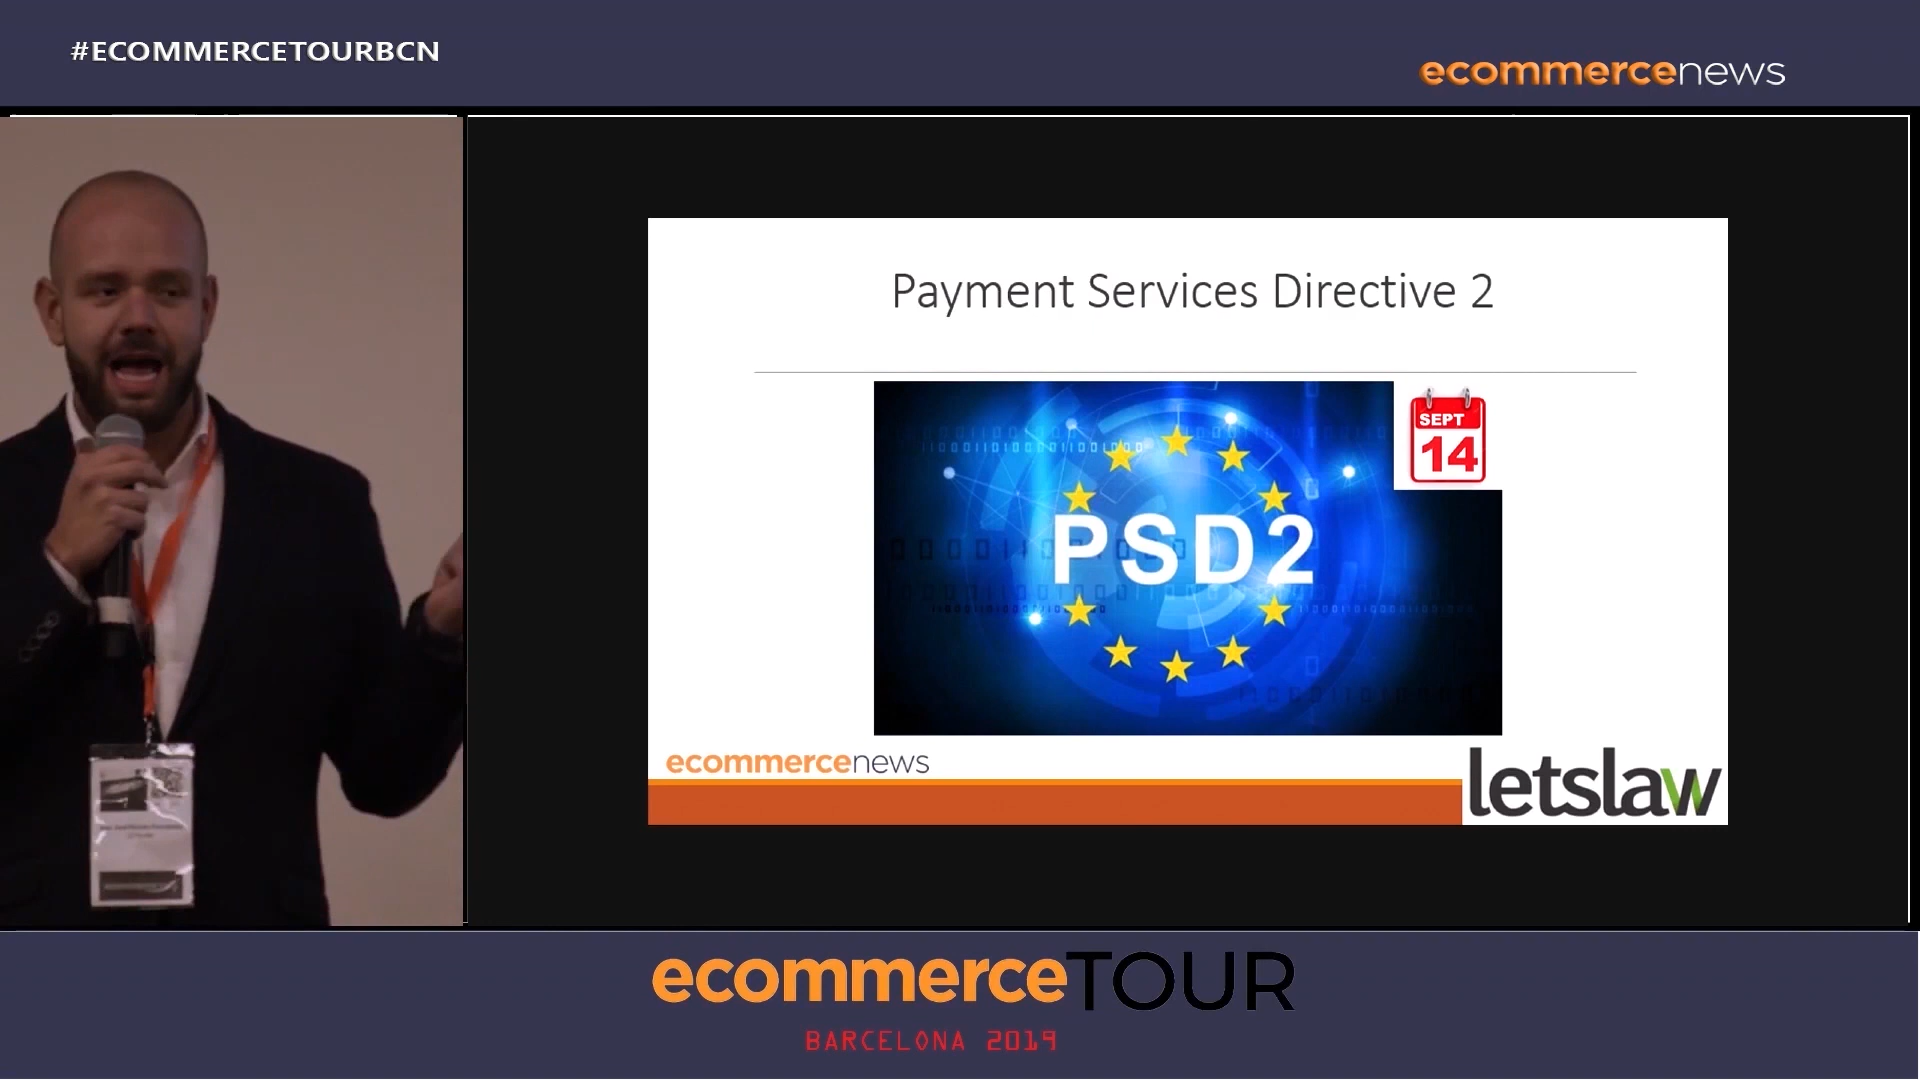 #ECOMMERCETOURBCN
ecommercenews
Payment Services Directive 2
SEPT
14
PSD2
ecommercenews
letslaw
ecommerceTOUR
BARCELONA 2019